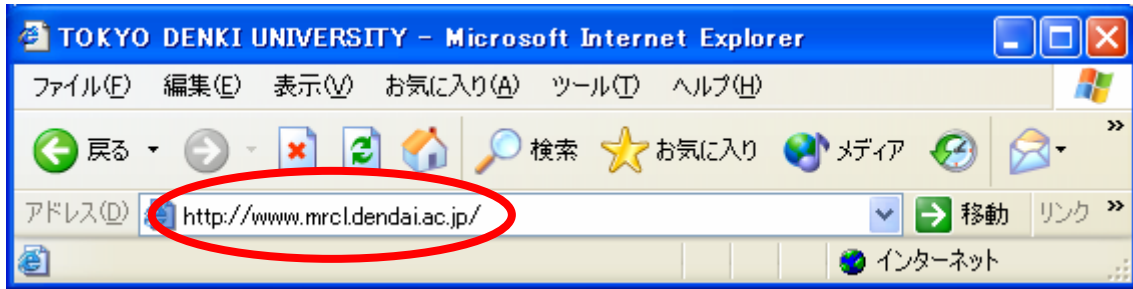 TOKYO DENKI UNIVERSITY - Microsoft Internet Explorer
ファイル(F) 編集(E) 表示(V) お気に入り(A) ツール(T) ヘルプ(H)
戻る 検索 お気に入り メディア »
アドレス(D) http://www.mrcl.dendai.ac.jp/ 移動 リンク »
インターネット